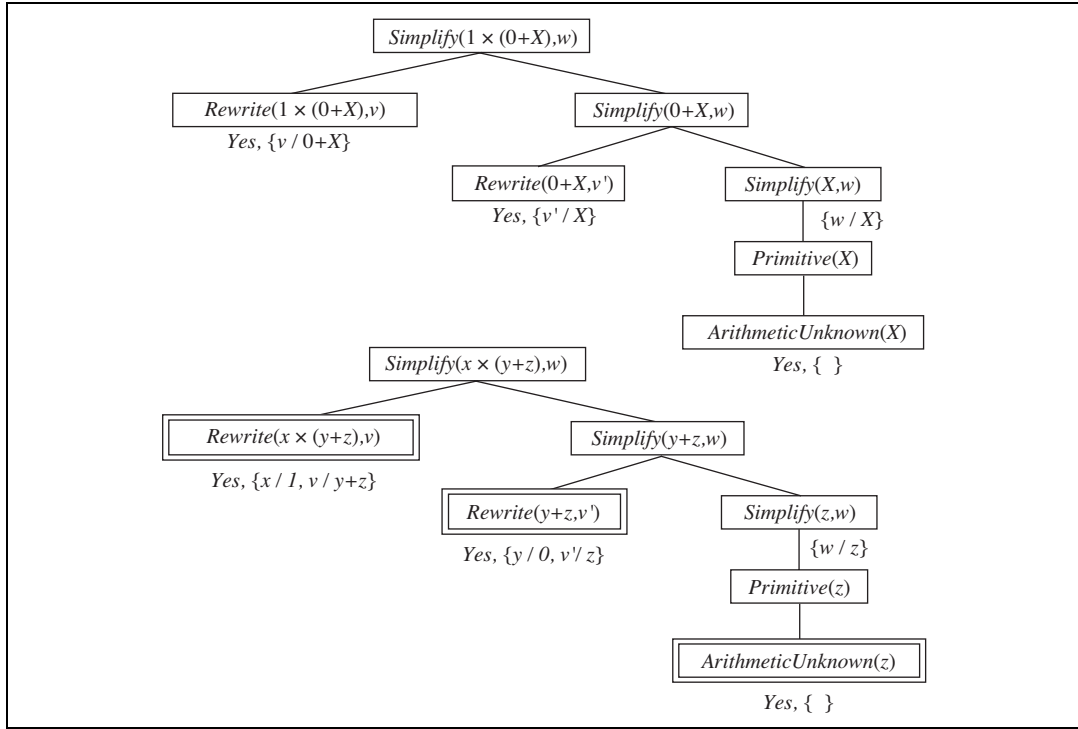 Simplify(1 × (0+X),w)
Rewrite(1 × (0+X),v)
Simplify(0+X,w)
Yes, {v / 0+X}
Rewrite(0+X,v')
Simplify(X,w)
Yes, {v' / X}
{w / X}
Primitive(X)
ArithmeticUnknown(X)
Yes, { }
Simplify(x × (y+z),w)
Rewrite(x × (y+z),v)
Simplify(y+z,w)
Yes, {x / 1, v / y+z}
Rewrite(y+z,v')
Simplify(z,w)
Yes, {y / 0, v'/ z}
{w / z}
Primitive(z)
ArithmeticUnknown(z)
Yes, { }